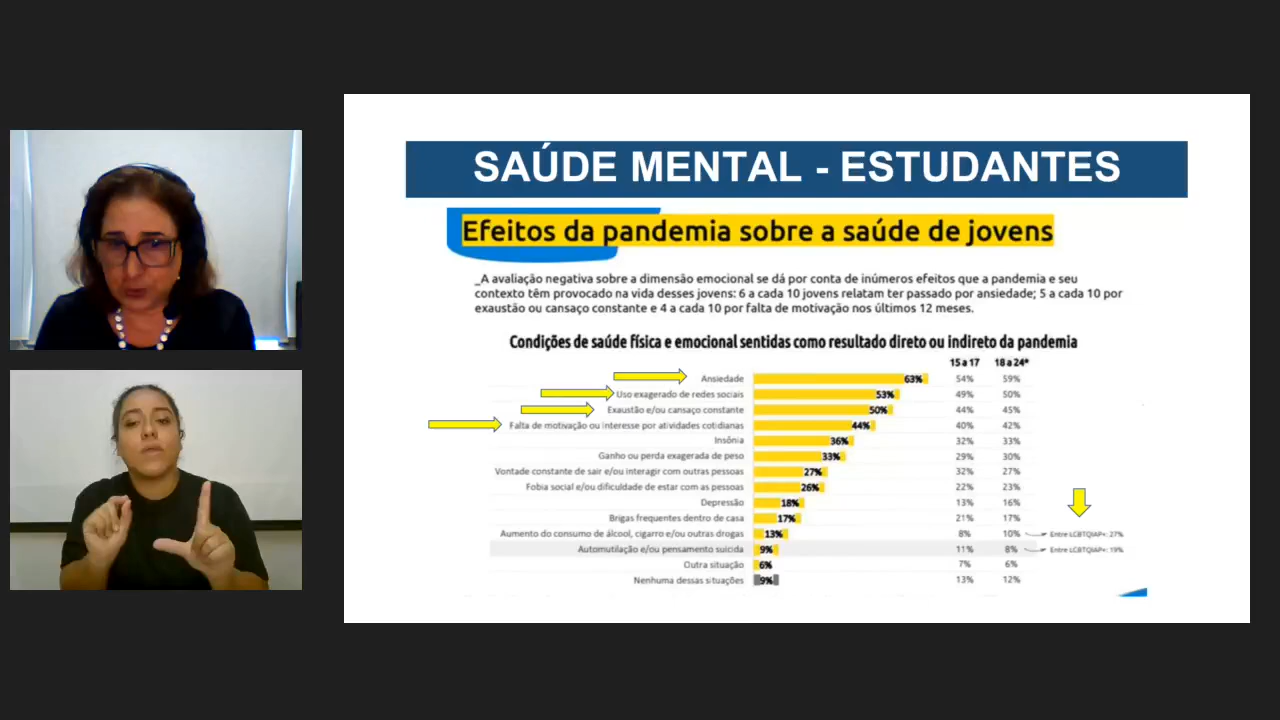 SAÚDE MENTAL - ESTUDANTES
Efeitos da pandemia sobre a saúde de jovens
_A avaliação negativa sobre a dimensão emocional se dá por conta de inúmeros efeitos que a pandemia e seu
contexto têm provocado na vida desses jovens: 6 a cada 10 jovens relatam ter passado por ansiedade; 5 a cada 10 por
exaustão ou cansaço constante e 4 a cada 10 por falta de motivação nos últimos 12 meses.
Condições de saúde física e emocional sentidas como resultado direto ou indireto da pandemia
15 a 17 18 a 24*
Ansiedade 63% 54% 59%
Uso exagerado de redes sociais 53% 49% 50%
Exaustão e/ou cansaço constante 50% 44% 45%
Falta de motivação ou interesse por atividades cotidianas 44% 40% 42%
Insônia 36% 32% 33%
Ganho ou perda exagerada de peso 33% 29% 30%
Vontade constante de sair e/ou interagir com outras pessoas 27% 32% 27%
Fobia social e/ou dificuldade de estar com as pessoas 26% 22% 23%
Depressão 18% 13% 16%
Brigas frequentes dentro de casa 17% 21% 17%
Aumento do consumo de álcool, cigarro e/ou outras drogas 13% 8% 10% Entre LGBTQIAP+: 27%
Automutilação e/ou pensamento suicida 9% 11% 8% Entre LGBTQIAP+: 19%
Outra situação 6% 7% 6%
Nenhuma dessas situações 9% 13% 12%